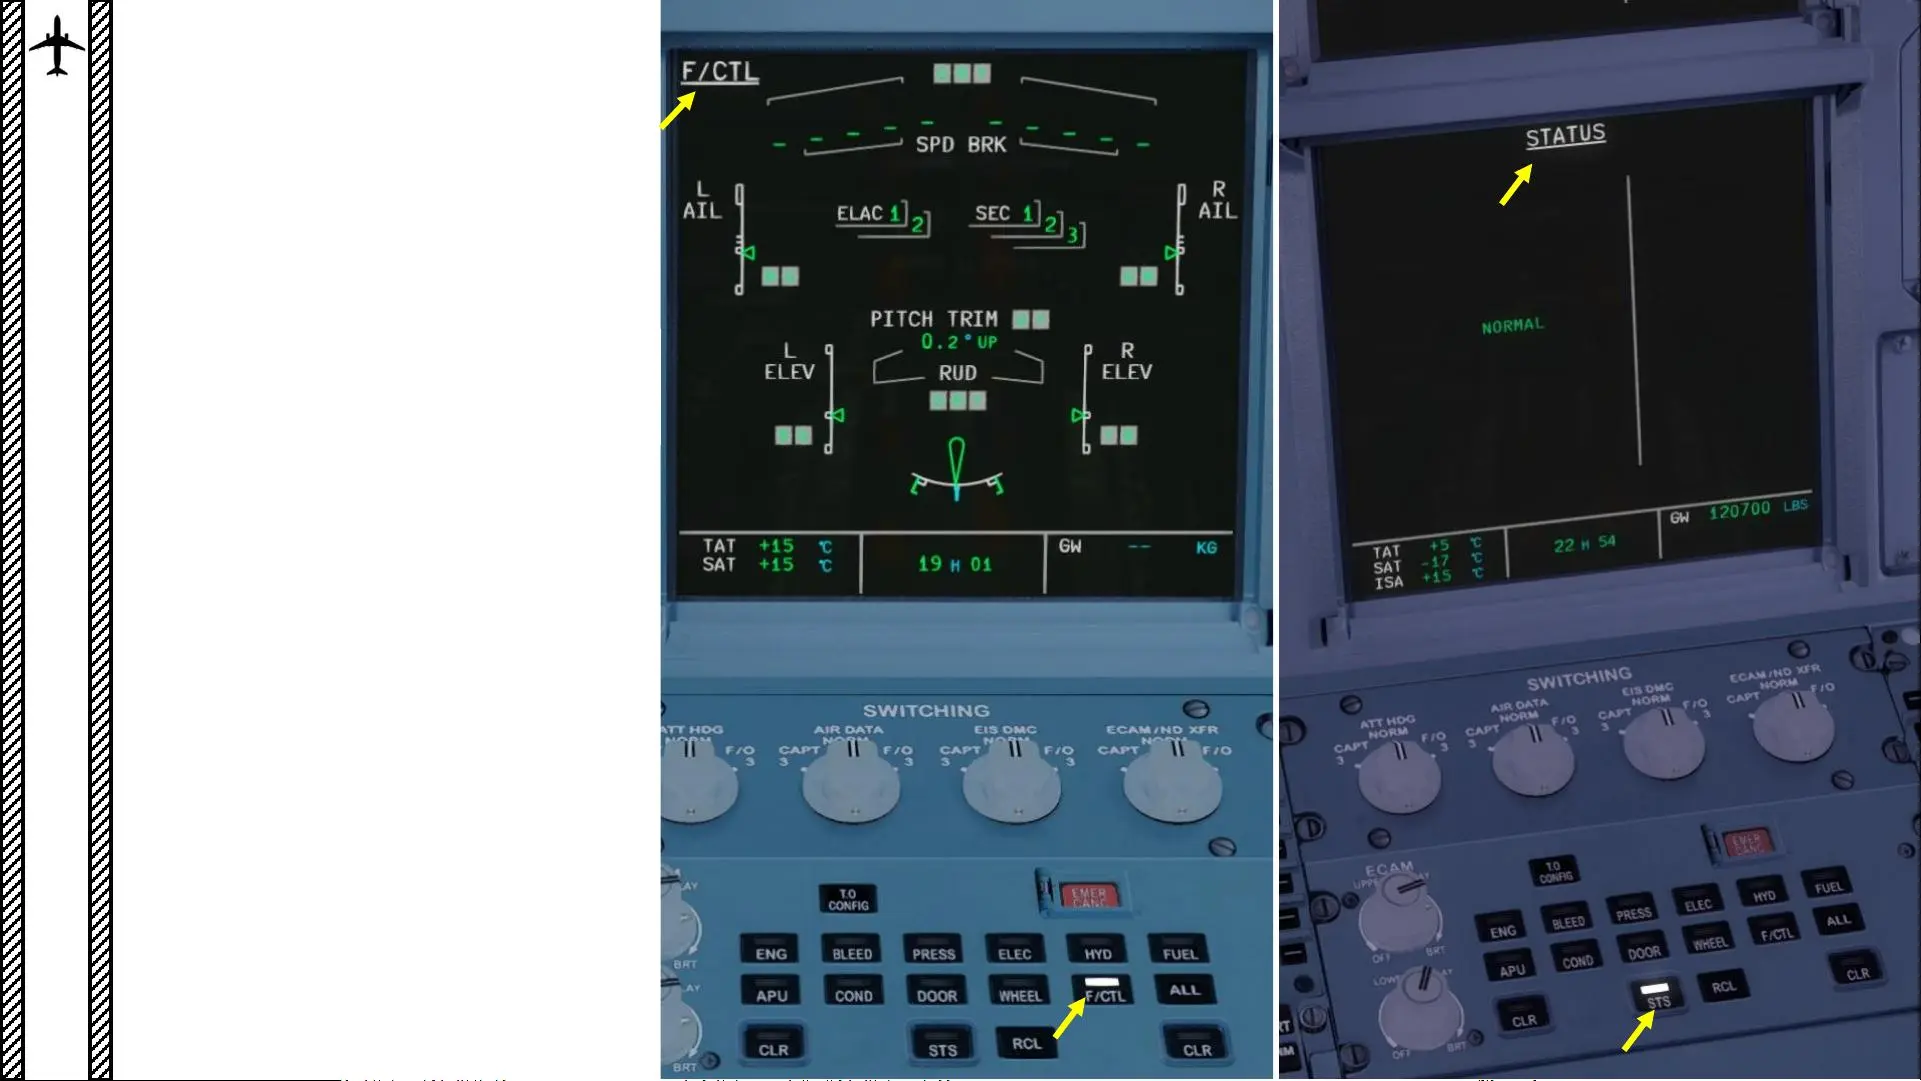 F/CTL
SPD BRK
L
AIL
R
AIL
ELAC 1 2
SEC 1 2 3
PITCH TRIM
0.2° UP
L
ELEV
RUD
R
ELEV
TAT +15 °C
SAT +15 °C
19 H 01
GW -- KG
SWITCHING
ATT HDG
NORM
F/O
3
AIR DATA
NORM
CAPT
3
F/O
3
EIS DMC
NORM
CAPT
3
F/O
3
ECAM/ND XFR
NORM
CAPT
F/O
T.O
CONFIG
EMER
CANC
BRT
ENG BLEED PRESS ELEC HYD FUEL
APU COND DOOR WHEEL F/CTL ALL
CLR STS RCL CLR
BRT
STATUS
NORMAL
TAT +5 °C
SAT -17 °C
ISA +15 °C
22 H 54
GW 120700 LBS
SWITCHING
ATT HDG
NORM
CAPT
3
F/O
3
AIR DATA
NORM
CAPT
3
F/O
3
EIS DMC
NORM
CAPT
3
F/O
3
ECAM/ND XFR
NORM
CAPT
F/O
ECAM
OFF
BRT
T.O
CONFIG
EMER
CANC
ENG BLEED PRESS ELEC HYD FUEL
APU COND DOOR WHEEL F/CTL ALL
CLR STS RCL CLR
OFF
BRT